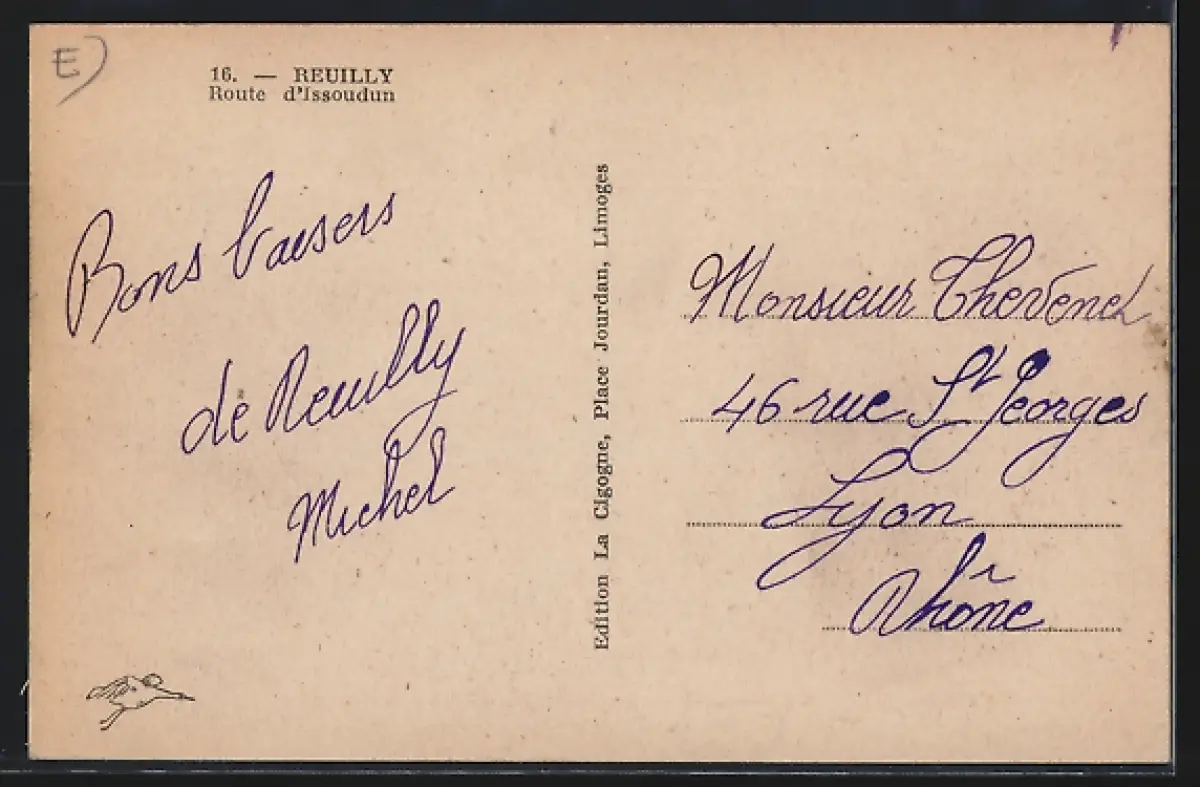 E)
16. — REUILLY
Route d'Issoudun
Bons baisers
de Reuilly
Michel
Edition La Cigogne, Place Jourdan, Limoges
Monsieur
46 rue St Georges
Lyon
Rhône